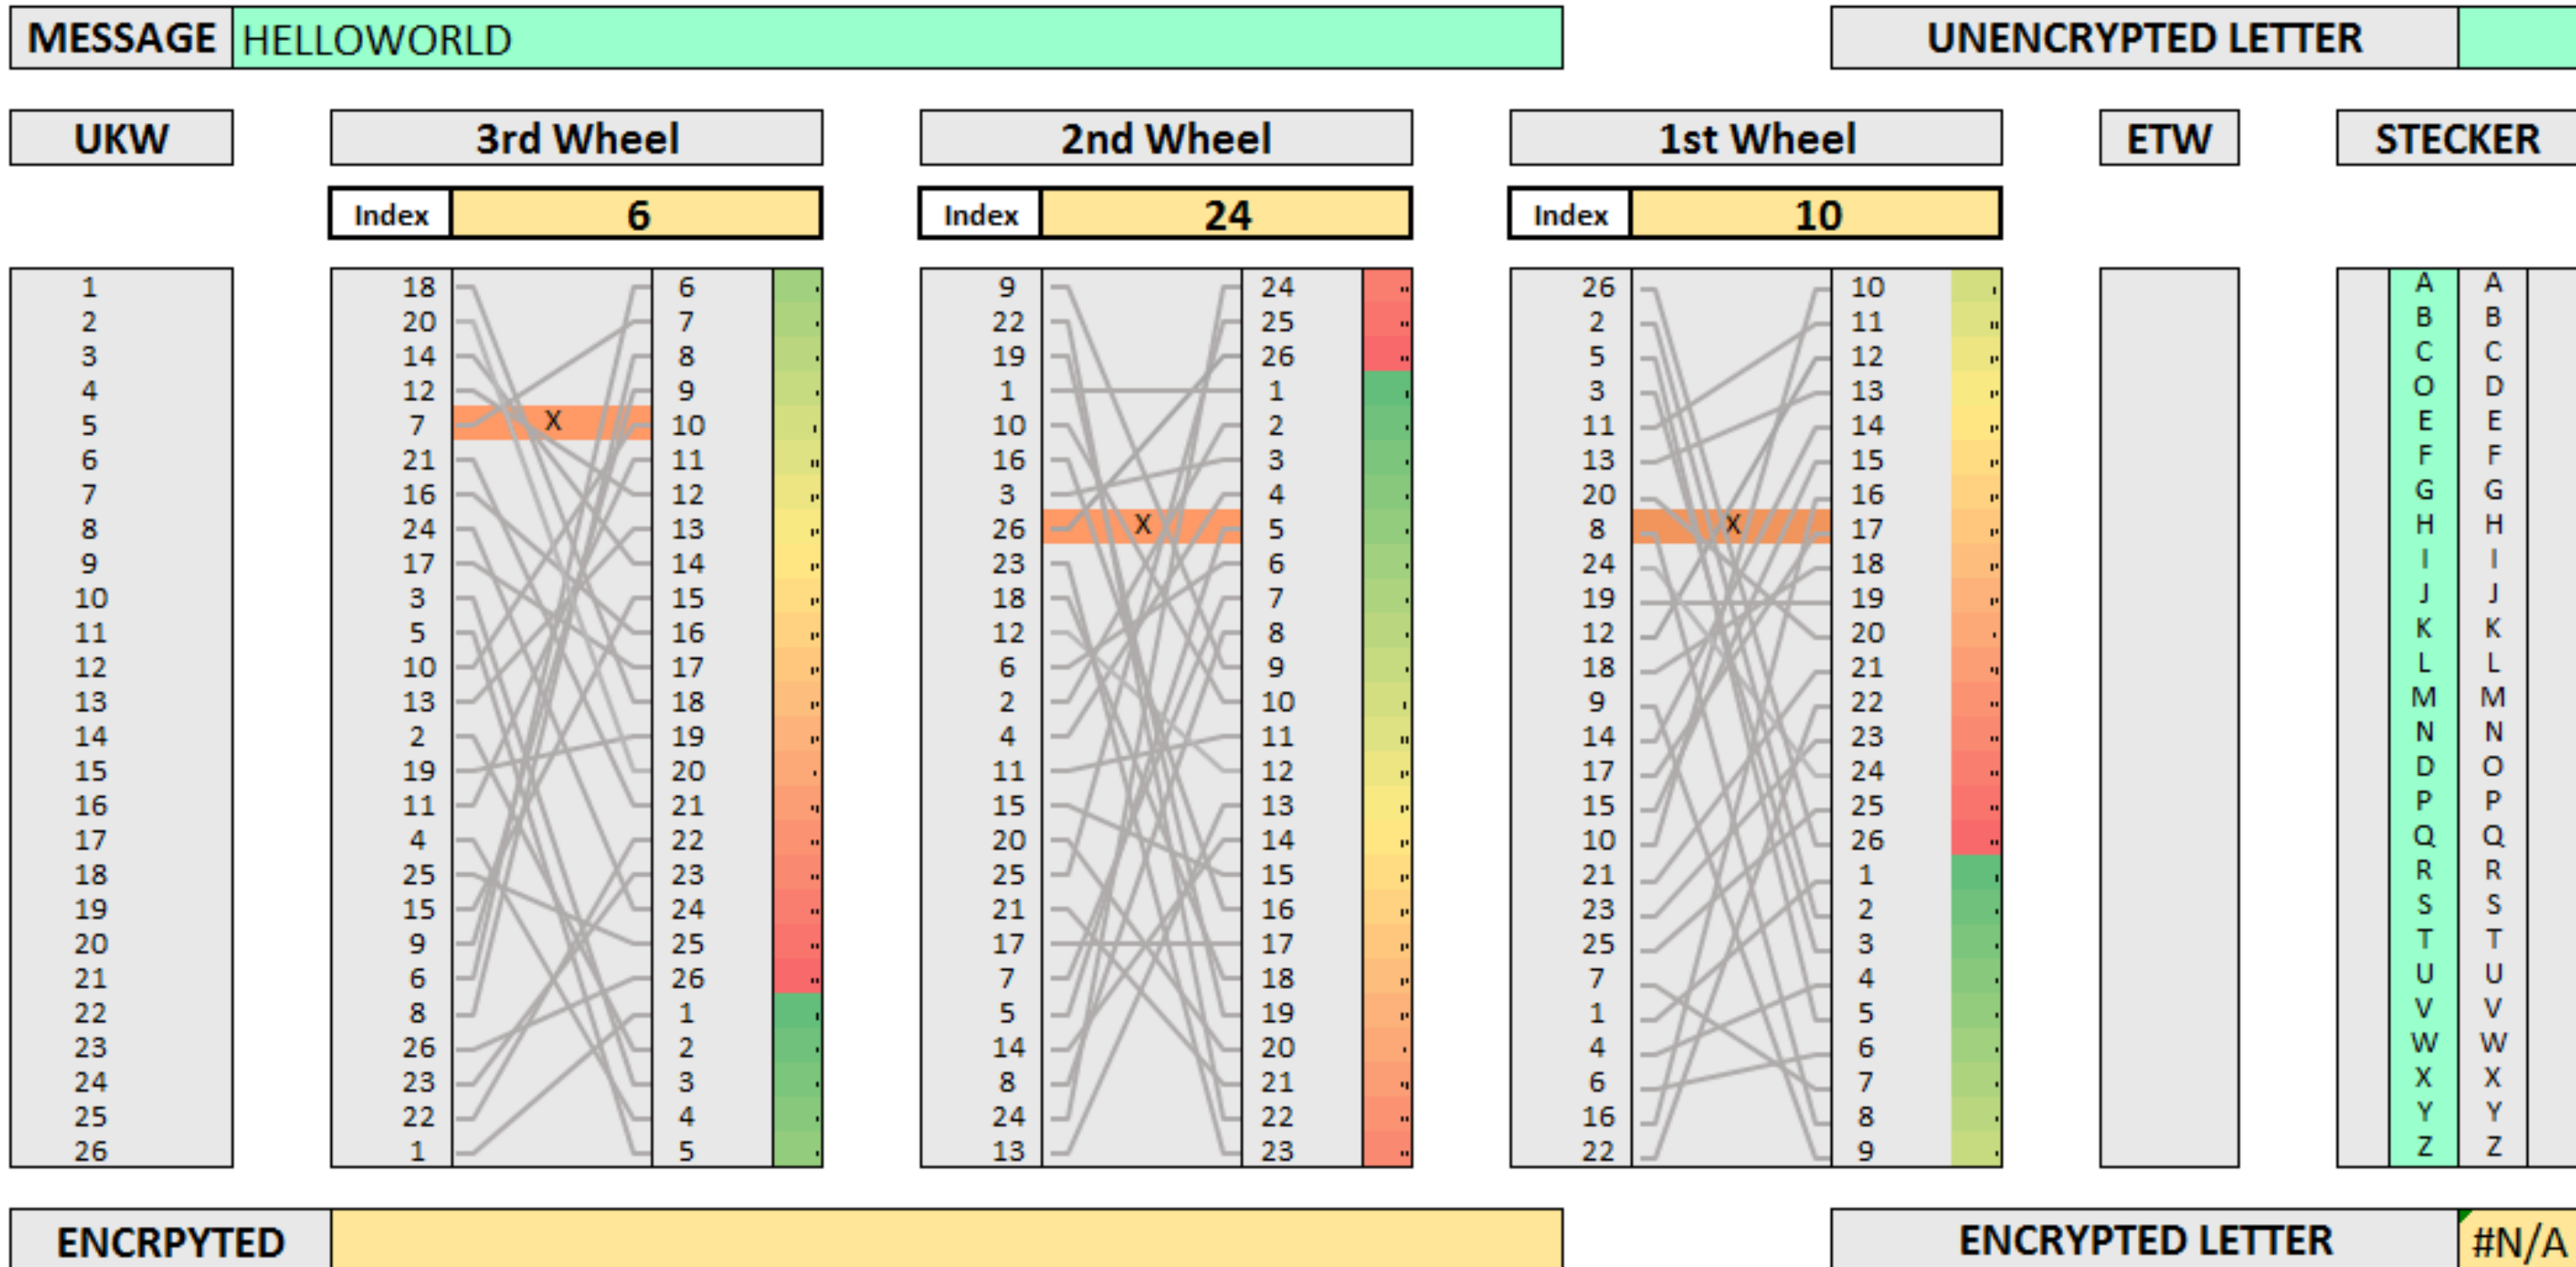 MESSAGE HELLOWORLD UNENCRYPTED LETTER
UKW 3rd Wheel 2nd Wheel 1st Wheel ETW STECKER
Index 6 Index 24 Index 10
1 18 6 9 24 26 10 A A
2 20 7 22 25 2 11 B B
3 14 8 19 26 5 12 C C
4 12 9 1 1 3 13 O D
5 7 X 10 10 2 11 14 E E
6 21 11 16 3 13 15 F F
7 16 12 3 4 20 16 G G
8 24 13 26 X 5 8 X 17 H H
9 17 14 23 6 24 18 I I
10 3 15 18 7 19 19 J J
11 5 16 12 8 12 20 K K
12 10 17 6 9 18 21 L L
13 13 18 2 10 9 22 M M
14 2 19 4 11 14 23 N N
15 19 20 11 12 17 24 D O
16 11 21 15 13 15 25 P P
17 4 22 20 14 10 26 Q Q
18 25 23 25 15 21 1 R R
19 15 24 21 16 23 2 S S
20 9 25 17 17 25 3 T T
21 6 26 7 18 7 4 U U
22 8 1 5 19 1 5 V V
23 26 2 14 20 4 6 W W
24 23 3 8 21 6 7 X X
25 22 4 24 22 16 8 Y Y
26 1 5 13 23 22 9 Z Z
ENCRPYTED ENCRYPTED LETTER #N/A